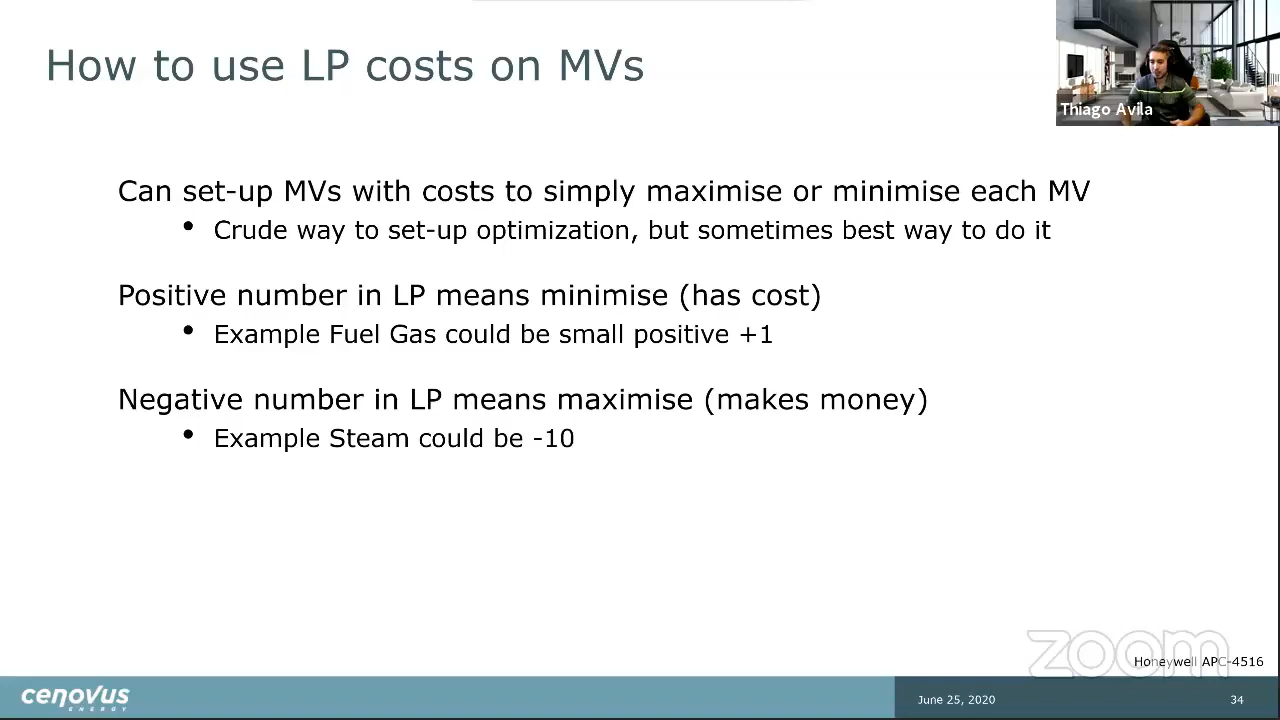 How to use LP costs on MVs
Thiago Avila
Can set-up MVs with costs to simply maximise or minimise each MV
• Crude way to set-up optimization, but sometimes best way to do it
Positive number in LP means minimise (has cost)
• Example Fuel Gas could be small positive +1
Negative number in LP means maximise (makes money)
• Example Steam could be -10
zoom
Honeywell APC-4516
cenovus
ENERGY
June 25, 2020
34